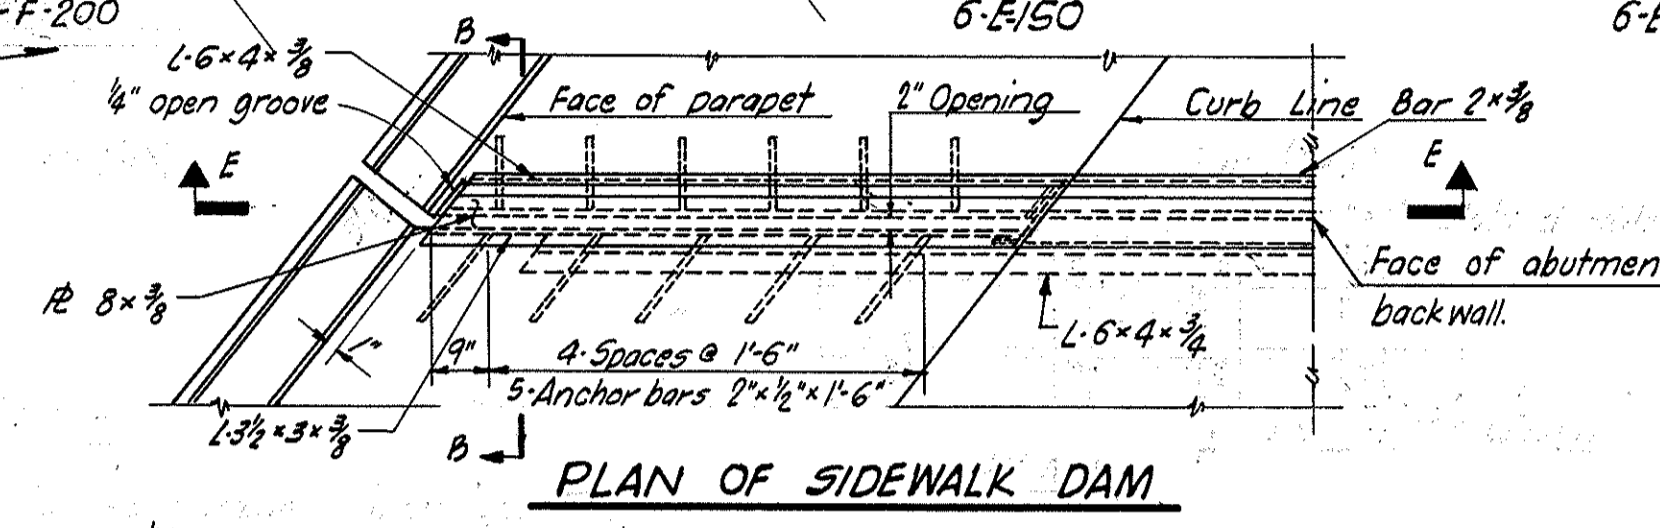 -F-200
6-E-150
6-E
B
L-6×4×3/8
1/4" open groove
Face of parapet
2" Opening
Curb Line
Bar 2×3/8
E
E
Face of abutmen
backwall.
PL 8×3/8
1"
9"
4-Spaces @ 1'-6"
5-Anchor bars 2"×1/2"×1'-6"
L-6×4×3/4
L-3 1/2×3×3/8
B
PLAN OF SIDEWALK DAM